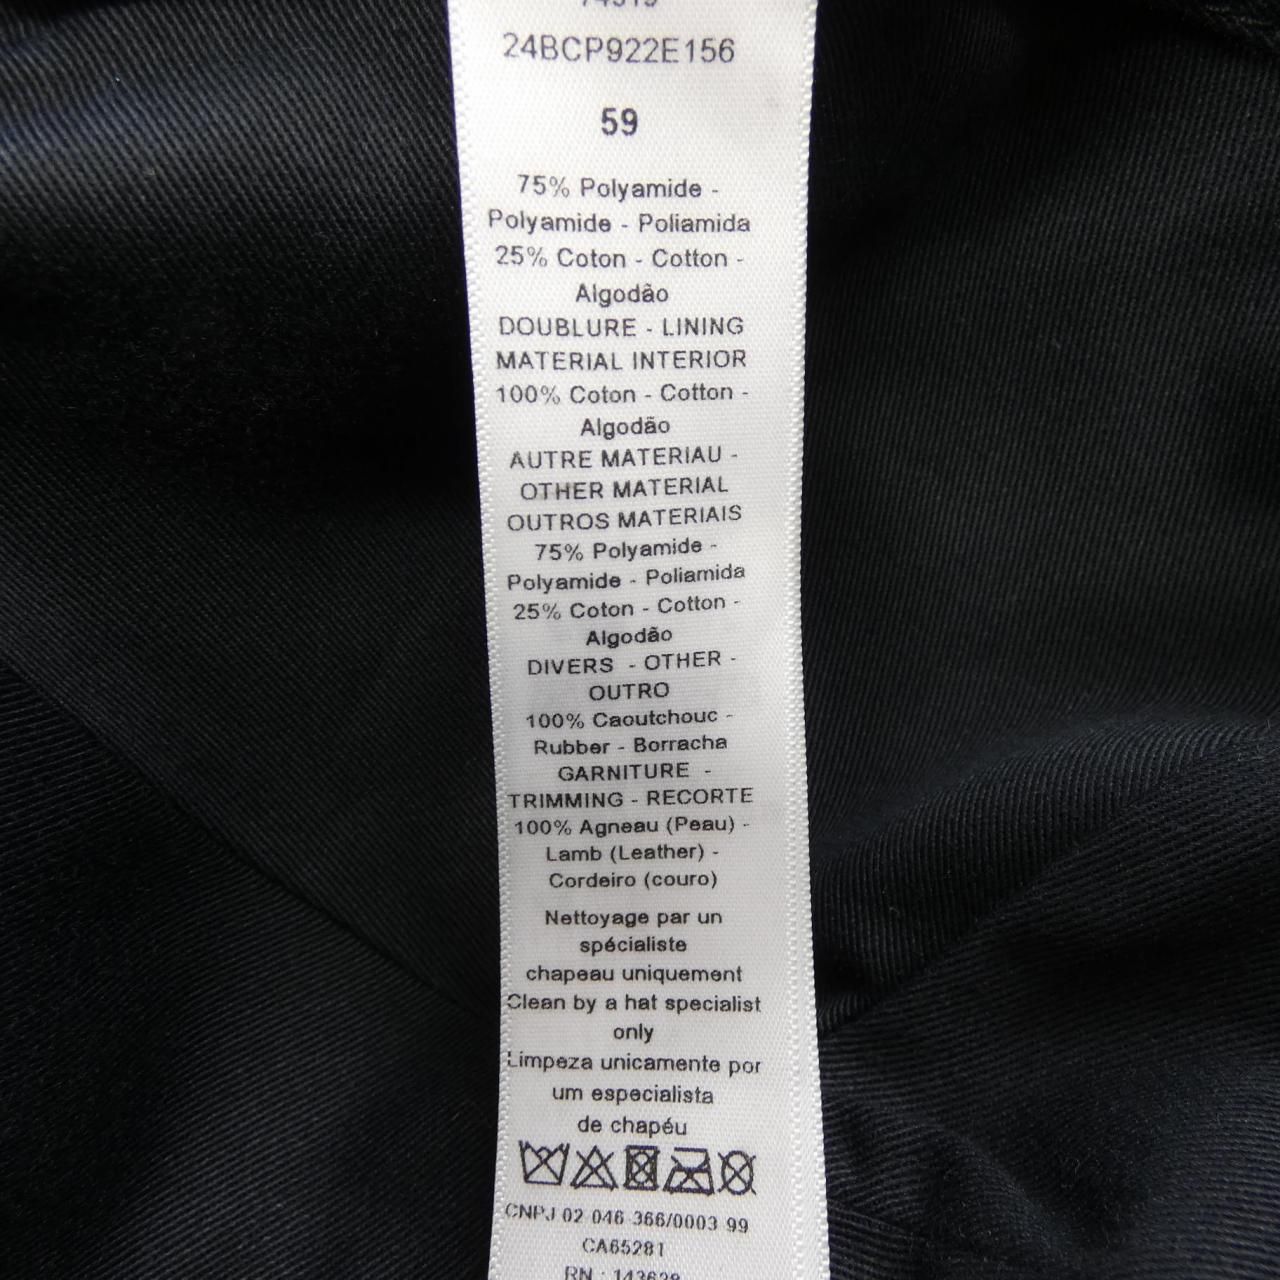 24BCP922E156
59
75% Polyamide -
Polyamide - Poliamida
25% Coton - Cotton -
Algodão
DOUBLURE - LINING
MATERIAL INTERIOR
100% Coton - Cotton -
Algodão
AUTRE MATERIAU -
OTHER MATERIAL
OUTROS MATERIAIS
75% Polyamide -
Polyamide - Poliamida
25% Coton - Cotton -
Algodão
DIVERS - OTHER -
OUTRO
100% Caoutchouc -
Rubber - Borracha
GARNITURE -
TRIMMING - RECORTE
100% Agneau (Peau) -
Lamb (Leather) -
Cordeiro (couro)
Nettoyage par un
spécialiste
chapeau uniquement
Clean by a hat specialist
only
Limpeza unicamente por
um especialista
de chapéu
CNPJ 02 046 366/0003 99
CA65281
RN :